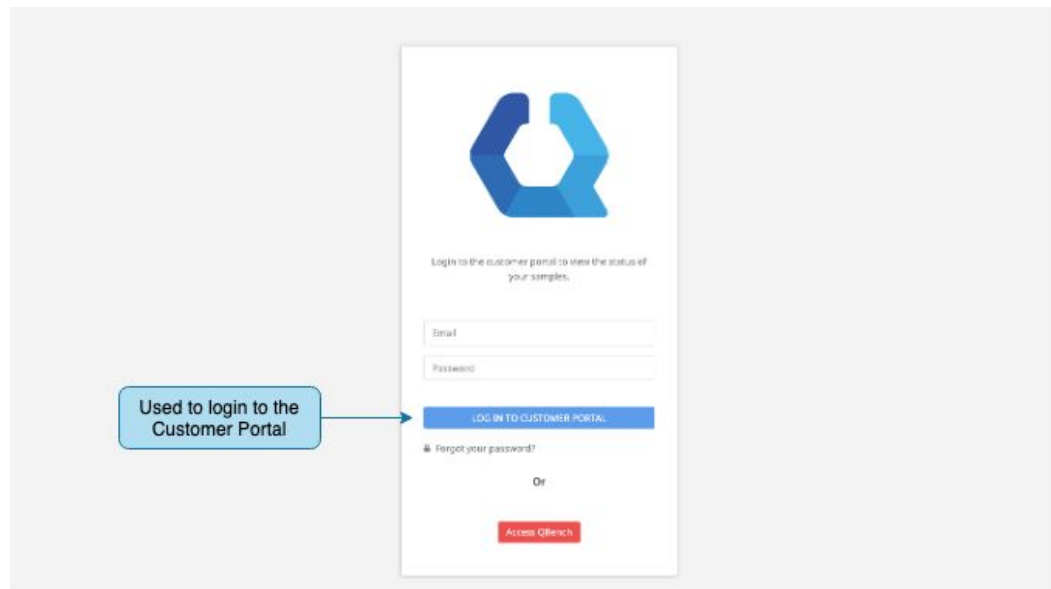 Login to the customer portal to view the status of
your samples.
Email
Password
Used to login to the
Customer Portal
LOG IN TO CUSTOMER PORTAL
Forgot your password?
Or
Access QBench